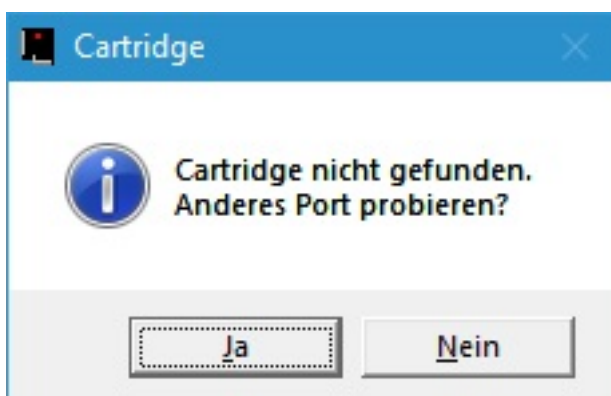 Cartridge
Cartridge nicht gefunden.
Anderes Port probieren?
Ja
Nein